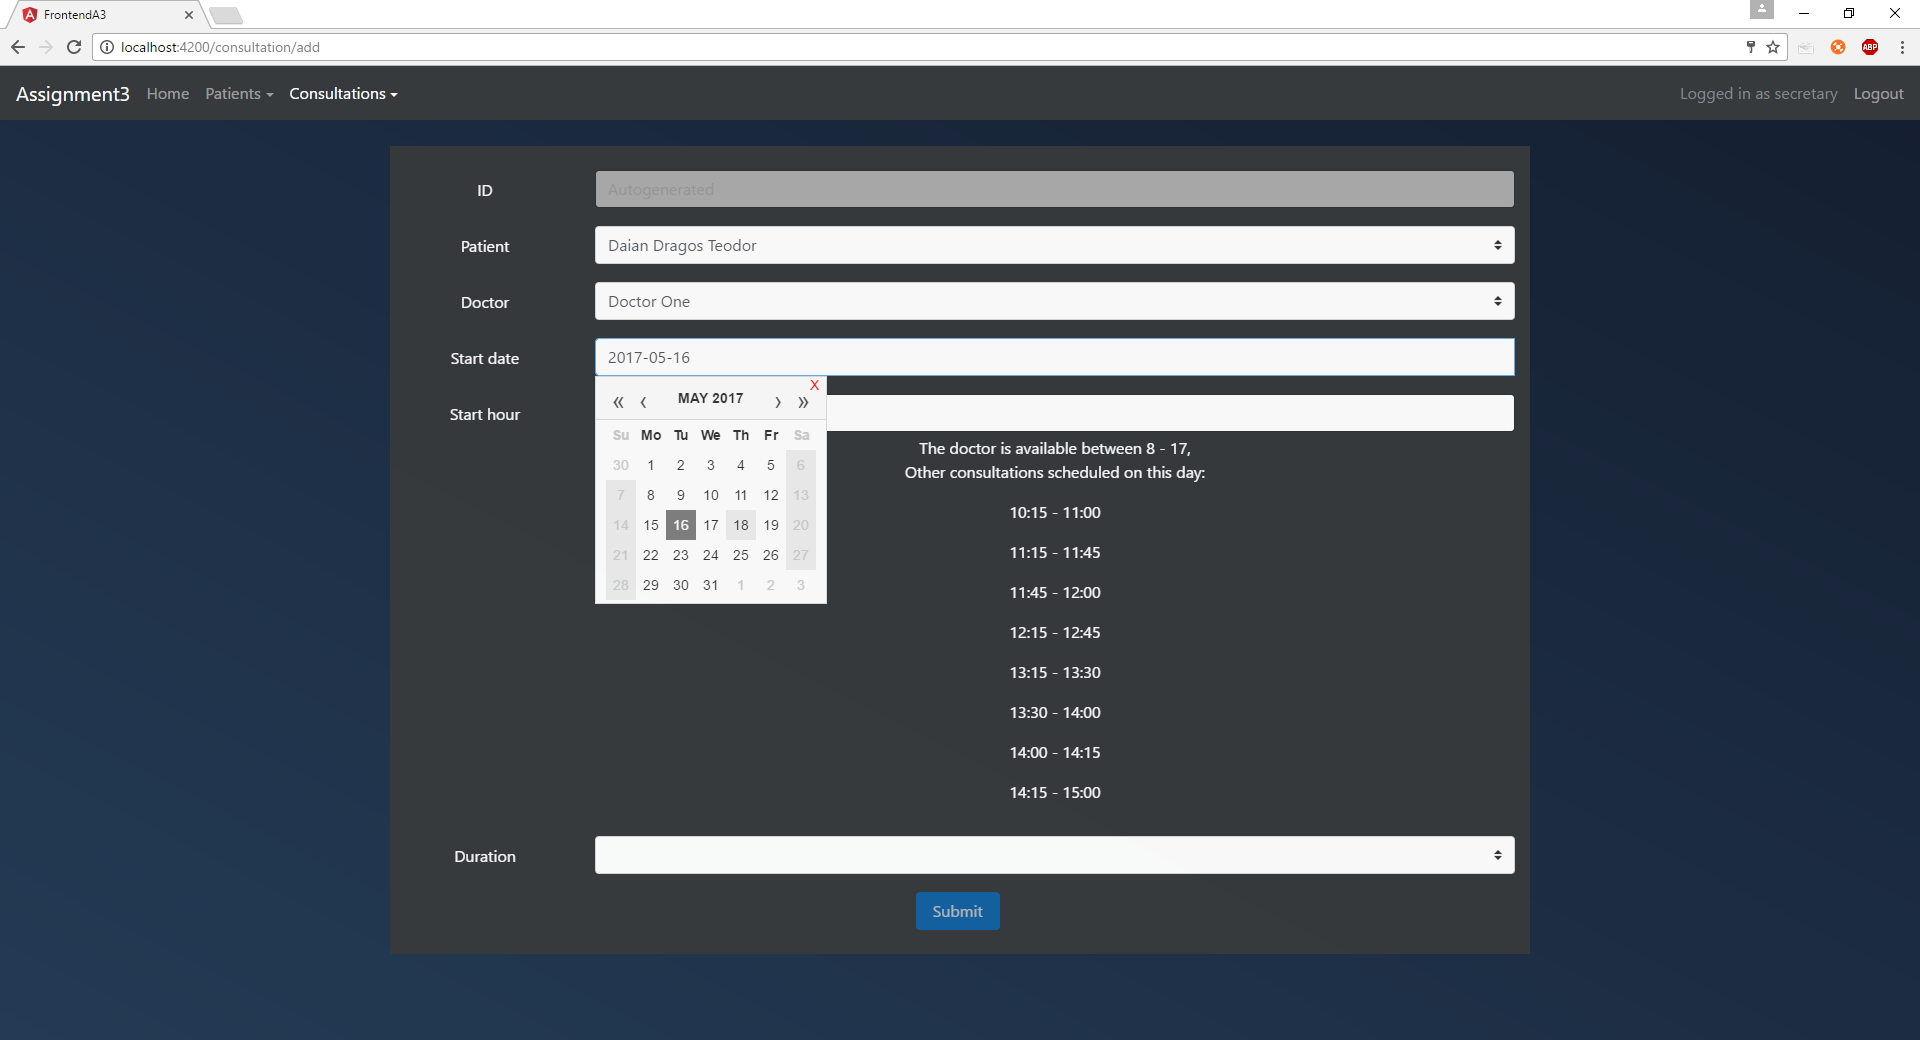 FrontendA3
localhost:4200/consultation/add
ABP
Assignment3 Home Patients Consultations Logged in as secretary Logout
ID Autogenerated
Patient Daian Dragos Teodor
Doctor Doctor One
Start date 2017-05-16
X
« ‹ MAY 2017 › »
Start hour
Su Mo Tu We Th Fr Sa
30 1 2 3 4 5 6
7 8 9 10 11 12 13
14 15 16 17 18 19 20
21 22 23 24 25 26 27
28 29 30 31 1 2 3
The doctor is available between 8 - 17,
Other consultations scheduled on this day:
10:15 - 11:00
11:15 - 11:45
11:45 - 12:00
12:15 - 12:45
13:15 - 13:30
13:30 - 14:00
14:00 - 14:15
14:15 - 15:00
Duration
Submit